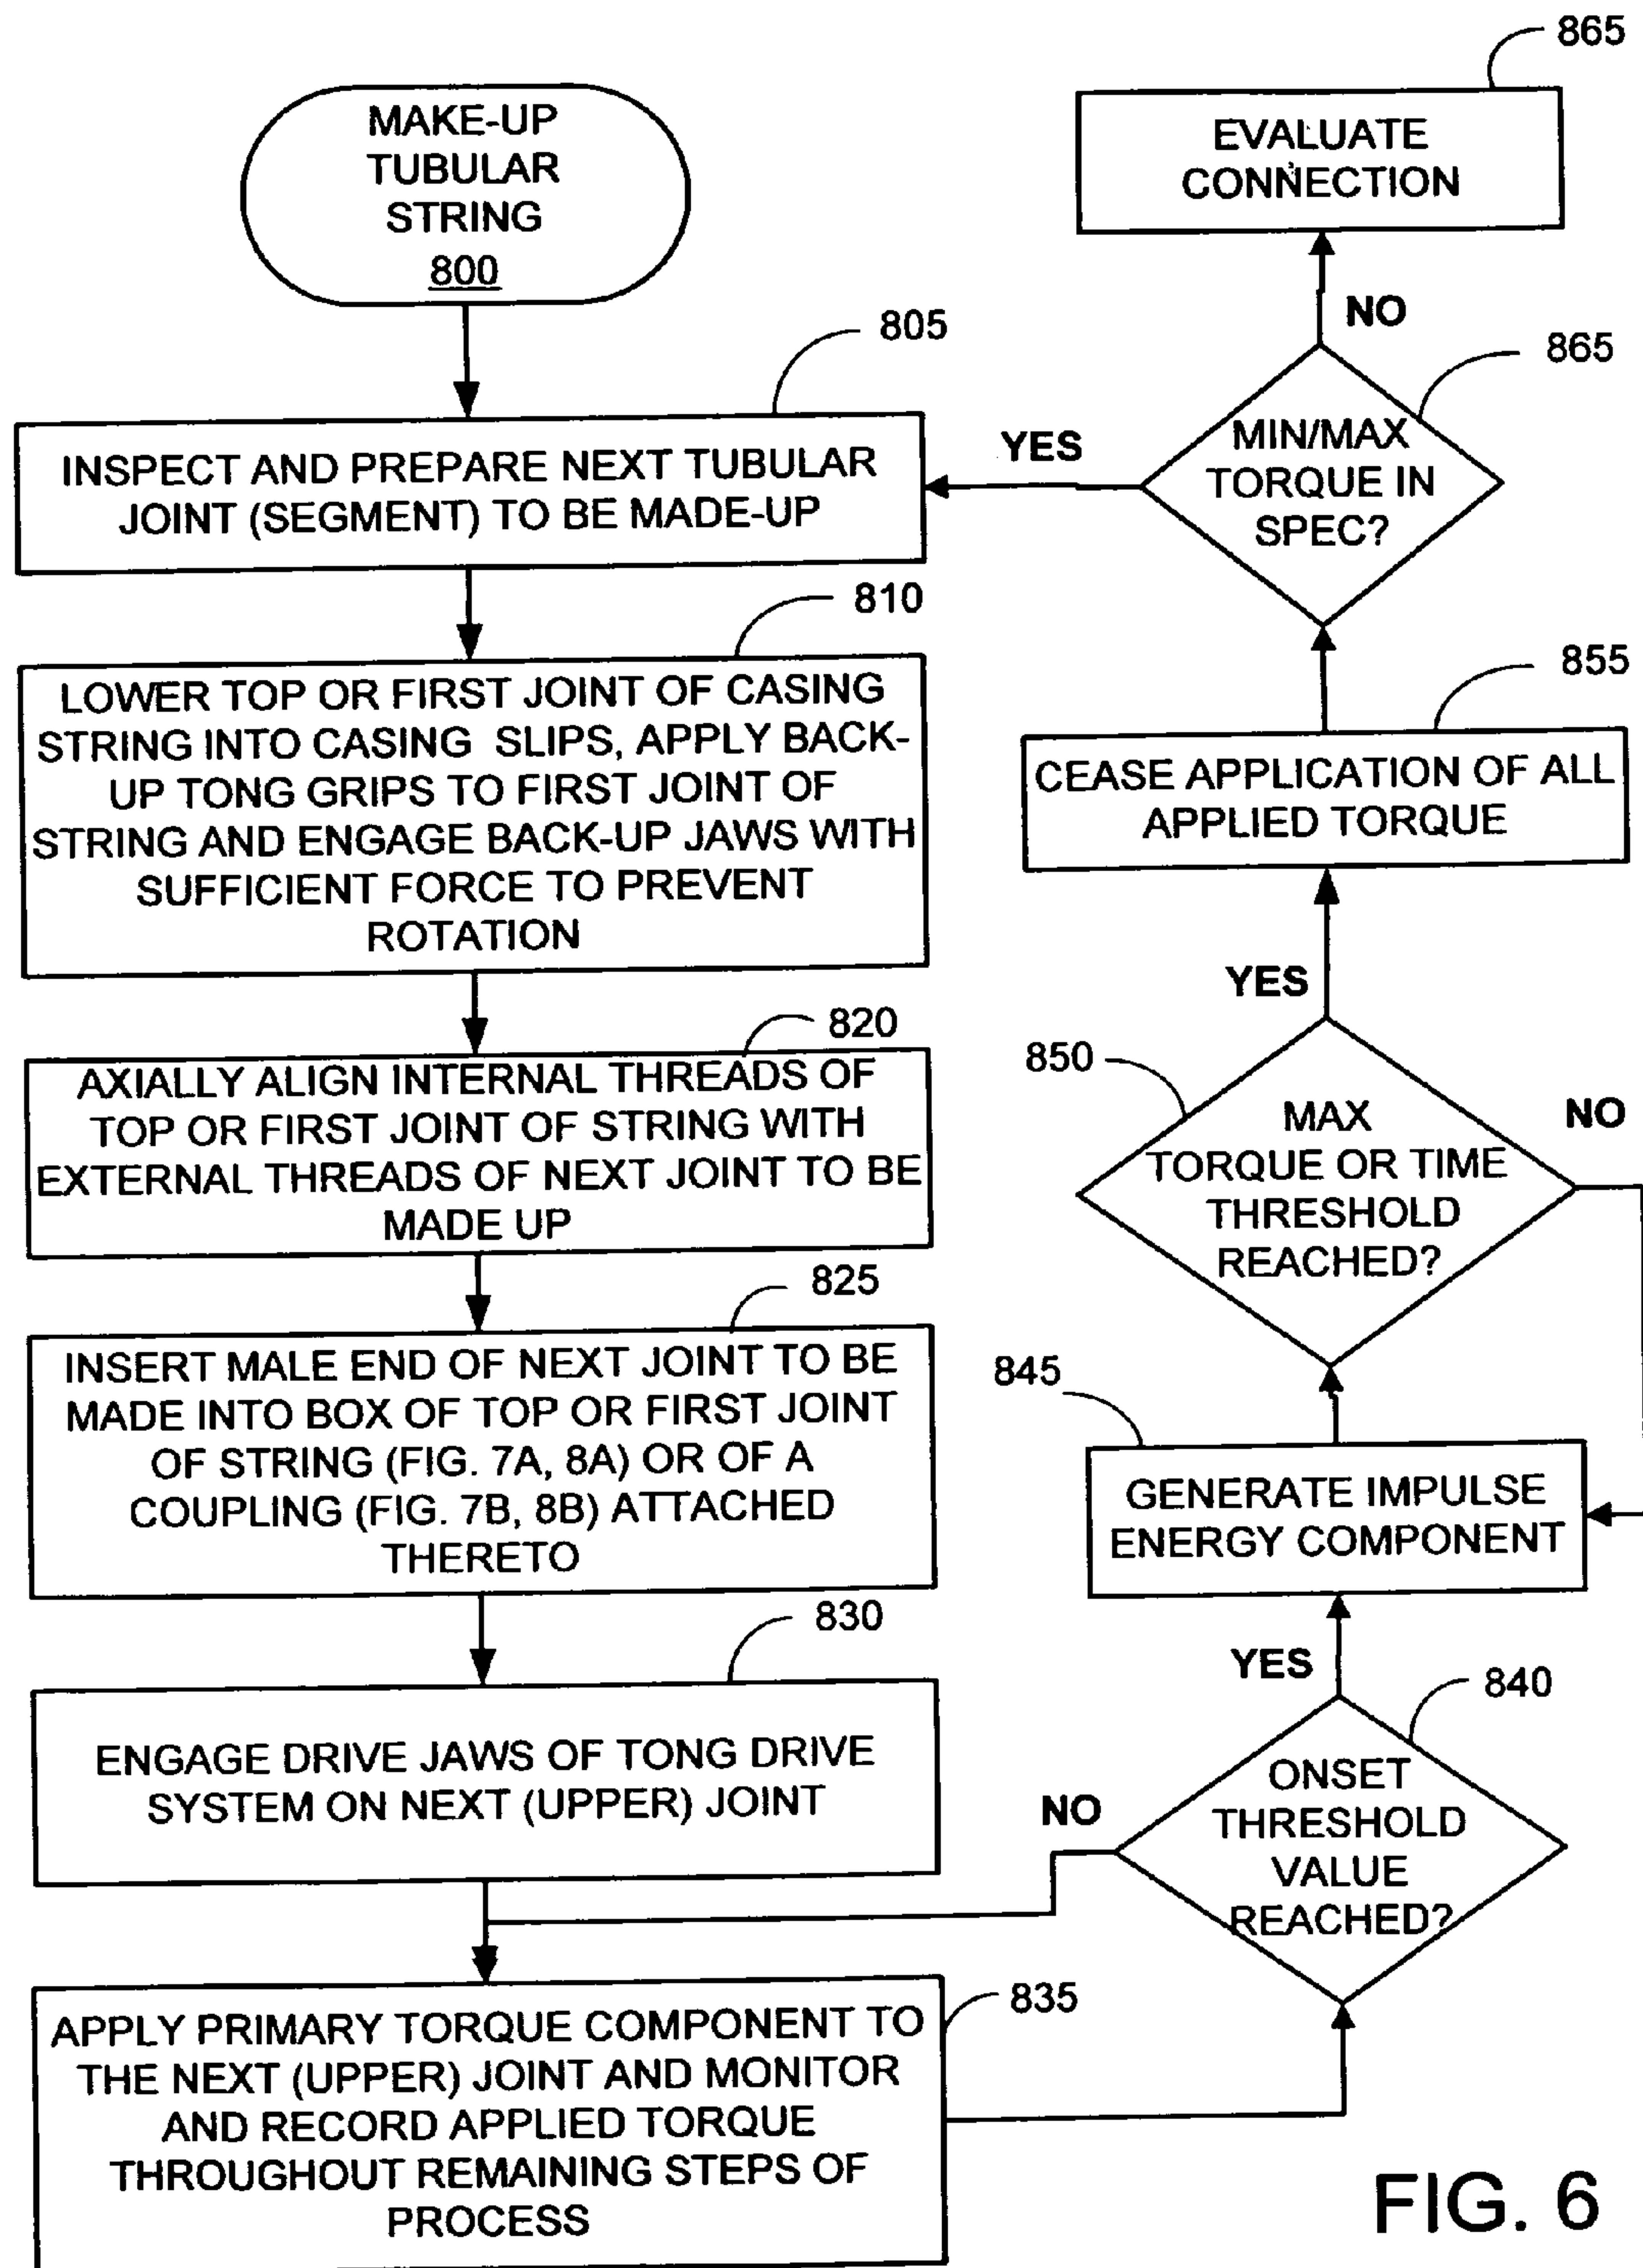 MAKE-UP
TUBULAR
STRING
800
805
INSPECT AND PREPARE NEXT TUBULAR
JOINT (SEGMENT) TO BE MADE-UP
810
LOWER TOP OR FIRST JOINT OF CASING
STRING INTO CASING SLIPS, APPLY BACK-
UP TONG GRIPS TO FIRST JOINT OF
STRING AND ENGAGE BACK-UP JAWS WITH
SUFFICIENT FORCE TO PREVENT
ROTATION
820
AXIALLY ALIGN INTERNAL THREADS OF
TOP OR FIRST JOINT OF STRING WITH
EXTERNAL THREADS OF NEXT JOINT TO BE
MADE UP
825
INSERT MALE END OF NEXT JOINT TO BE
MADE INTO BOX OF TOP OR FIRST JOINT
OF STRING (FIG. 7A, 8A) OR OF A
COUPLING (FIG. 7B, 8B) ATTACHED
THERETO
830
ENGAGE DRIVE JAWS OF TONG DRIVE
SYSTEM ON NEXT (UPPER) JOINT
835
APPLY PRIMARY TORQUE COMPONENT TO
THE NEXT (UPPER) JOINT AND MONITOR
AND RECORD APPLIED TORQUE
THROUGHOUT REMAINING STEPS OF
PROCESS
840
ONSET
THRESHOLD
VALUE
REACHED?
NO
YES
845
GENERATE IMPULSE
ENERGY COMPONENT
850
MAX
TORQUE OR TIME
THRESHOLD
REACHED?
NO
YES
855
CEASE APPLICATION OF ALL
APPLIED TORQUE
865
MIN/MAX
TORQUE IN
SPEC?
YES
NO
865
EVALUATE
CONNECTION
FIG. 6